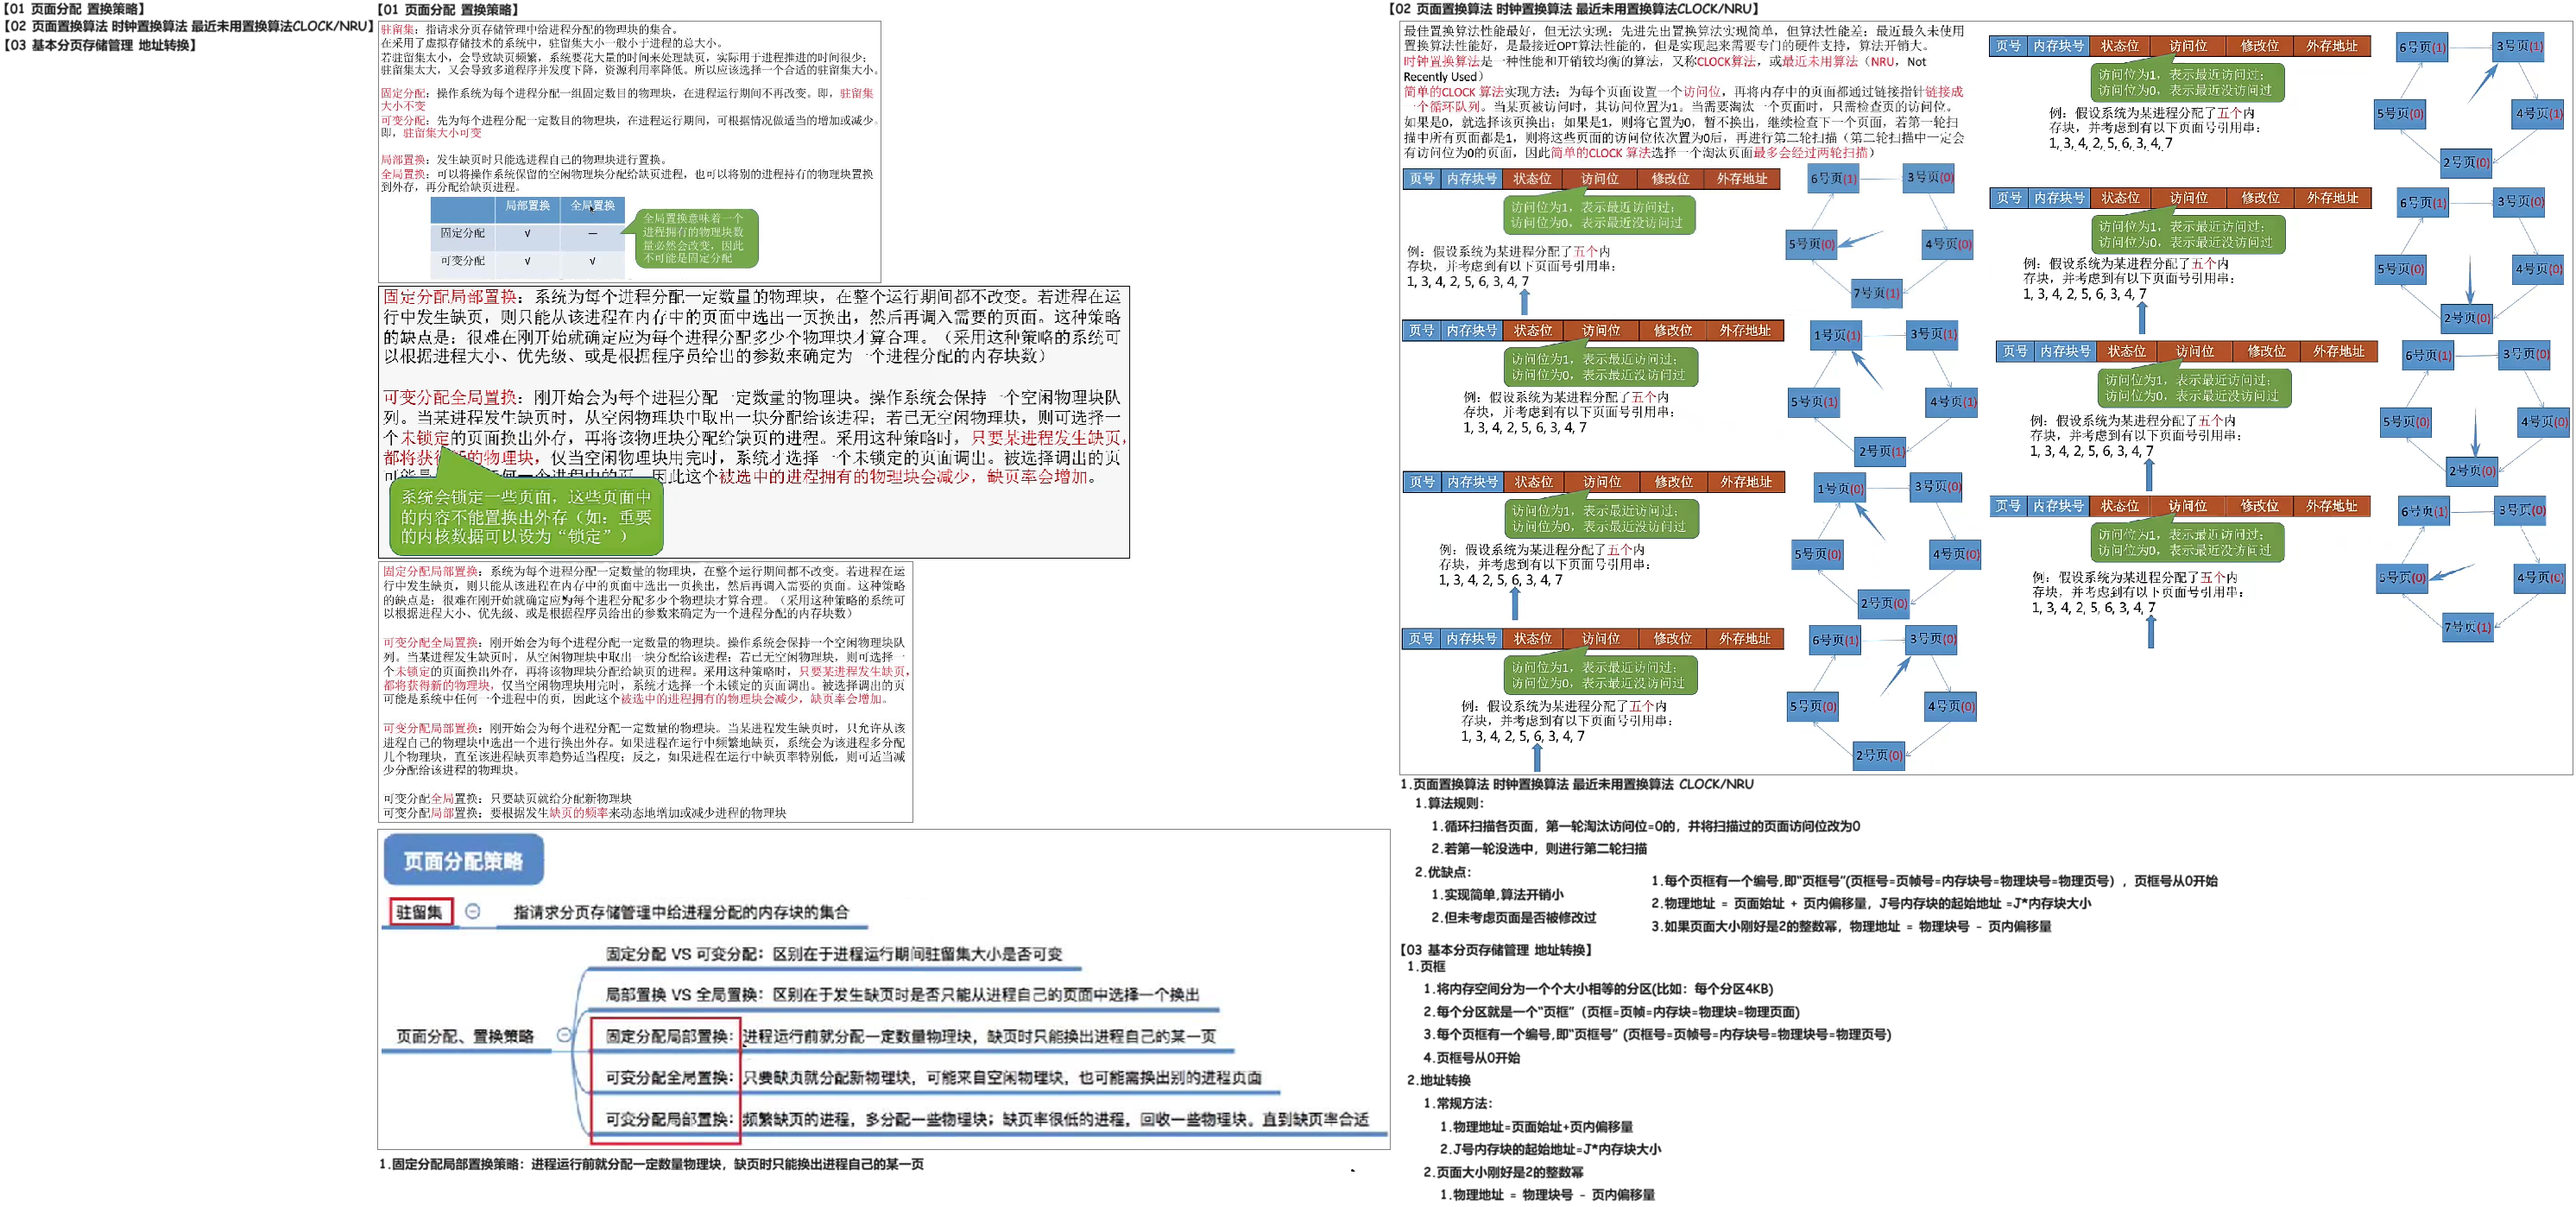 【01 页面分配 置换策略】
【02 页面置换算法 时钟置换算法 最近未用置换算法CLOCK/NRU】
【03 基本分页存储管理 地址转换】
【01 页面分配 置换策略】
驻留集：指请求分页存储管理中给进程分配的物理块的集合。
在采用了虚拟存储技术的系统中，驻留集大小一般小于进程的总大小。
若驻留集太小，会导致缺页频繁，系统要花大量的时间来处理缺页，实际用于进程推进的时间很少；
驻留集太大，又会导致多道程序并发度下降，资源利用率降低。所以应该选择一个合适的驻留集大小。
固定分配：操作系统为每个进程分配一组固定数目的物理块，在进程运行期间不再改变。即，驻留集
大小不变
可变分配：先为每个进程分配一定数目的物理块，在进程运行期间，可根据情况做适当的增加或减少。
即，驻留集大小可变
局部置换：发生缺页时只能选进程自己的物理块进行置换。
全局置换：可以将操作系统保留的空闲物理块分配给缺页进程，也可以将别的进程持有的物理块置换
到外存，再分配给缺页进程。
局部置换 全局置换
固定分配 √ —
可变分配 √ √
全局置换意味着一个
进程拥有的物理块数
量必然会改变，因此
不可能是固定分配
固定分配局部置换：系统为每个进程分配一定数量的物理块，在整个运行期间都不改变。若进程在运
行中发生缺页，则只能从该进程在内存中的页面中选出一页换出，然后再调入需要的页面。这种策略
的缺点是：很难在刚开始就确定应为每个进程分配多少个物理块才算合理。（采用这种策略的系统可
以根据进程大小、优先级、或是根据程序员给出的参数来确定为一个进程分配的内存块数）
可变分配全局置换：刚开始会为每个进程分配一定数量的物理块。操作系统会保持一个空闲物理块队
列。当某进程发生缺页时，从空闲物理块中取出一块分配给该进程；若已无空闲物理块，则可选择一
个未锁定的页面换出外存，再将该物理块分配给缺页的进程。采用这种策略时，只要某进程发生缺页，
都将获得新的物理块，仅当空闲物理块用完时，系统才选择一个未锁定的页面调出。被选择调出的页
因此这个被选中的进程拥有的物理块会减少，缺页率会增加。
系统会锁定一些页面，这些页面中
的内容不能置换出外存（如：重要
的内核数据可以设为“锁定”）
固定分配局部置换：系统为每个进程分配一定数量的物理块，在整个运行期间都不改变。若进程在运
行中发生缺页，则只能从该进程在内存中的页面中选出一页换出，然后再调入需要的页面。这种策略
的缺点是：很难在刚开始就确定应为每个进程分配多少个物理块才算合理。（采用这种策略的系统可
以根据进程大小、优先级、或是根据程序员给出的参数来确定为一个进程分配的内存块数）
可变分配全局置换：刚开始会为每个进程分配一定数量的物理块。操作系统会保持一个空闲物理块队
列。当某进程发生缺页时，从空闲物理块中取出一块分配给该进程；若已无空闲物理块，则可选择一
个未锁定的页面换出外存，再将该物理块分配给缺页的进程。采用这种策略时，只要某进程发生缺页，
都将获得新的物理块，仅当空闲物理块用完时，系统才选择一个未锁定的页面调出。被选择调出的页
可能是系统中任何一个进程中的页，因此这个被选中的进程拥有的物理块会减少，缺页率会增加。
可变分配局部置换：刚开始会为每个进程分配一定数量的物理块。当某进程发生缺页时，只允许从该
进程自己的物理块中选出一个进行换出外存。如果进程在运行中频繁地缺页，系统会为该进程多分配
几个物理块，直至该进程缺页率趋势适当程度；反之，如果进程在运行中缺页率特别低，则可适当减
少分配给该进程的物理块。
可变分配全局置换：只要缺页就给分配新物理块
可变分配局部置换：要根据发生缺页的频率来动态地增加或减少进程的物理块
页面分配策略
驻留集 指请求分页存储管理中给进程分配的内存块的集合
固定分配 VS 可变分配：区别在于进程运行期间驻留集大小是否可变
局部置换 VS 全局置换：区别在于发生缺页时是否只能从进程自己的页面中选择一个换出
页面分配、置换策略
固定分配局部置换：进程运行前就分配一定数量物理块，缺页时只能换出进程自己的某一页
可变分配全局置换：只要缺页就分配新物理块，可能来自空闲物理块，也可能需换出别的进程页面
可变分配局部置换：频繁缺页的进程，多分配一些物理块；缺页率很低的进程，回收一些物理块。直到缺页率合适
1.固定分配局部置换策略：进程运行前就分配一定数量物理块，缺页时只能换出进程自己的某一页
【02 页面置换算法 时钟置换算法 最近未用置换算法CLOCK/NRU】
最佳置换算法性能最好，但无法实现；先进先出置换算法实现简单，但算法性能差；最近最久未使用
置换算法性能好，是最接近OPT算法性能的，但是实现起来需要专门的硬件支持，算法开销大。
时钟置换算法是一种性能和开销较均衡的算法，又称CLOCK算法，或最近未用算法（NRU，Not
Recently Used）
简单的CLOCK 算法实现方法：为每个页面设置一个访问位，再将内存中的页面都通过链接指针链接成
一个循环队列。当某页被访问时，其访问位置为1。当需要淘汰一个页面时，只需检查页的访问位。
如果是0，就选择该页换出；如果是1，则将它置为0，暂不换出，继续检查下一个页面，若第一轮扫
描中所有页面都是1，则将这些页面的访问位依次置为0后，再进行第二轮扫描（第二轮扫描中一定会
有访问位为0的页面，因此简单的CLOCK 算法选择一个淘汰页面最多会经过两轮扫描）
页号 内存块号 状态位 访问位 修改位 外存地址
访问位为1，表示最近访问过；
访问位为0，表示最近没访问过
例：假设系统为某进程分配了五个内
存块，并考虑到有以下页面号引用串：
1, 3, 4, 2, 5, 6, 3, 4, 7
6号页(1) 3号页(0)
5号页(0) 4号页(0)
7号页(1)
页号 内存块号 状态位 访问位 修改位 外存地址
访问位为1，表示最近访问过；
访问位为0，表示最近没访问过
例：假设系统为某进程分配了五个内
存块，并考虑到有以下页面号引用串：
1, 3, 4, 2, 5, 6, 3, 4, 7
1号页(1) 3号页(1)
5号页(1) 4号页(1)
2号页(1)
页号 内存块号 状态位 访问位 修改位 外存地址
访问位为1，表示最近访问过；
访问位为0，表示最近没访问过
例：假设系统为某进程分配了五个内
存块，并考虑到有以下页面号引用串：
1, 3, 4, 2, 5, 6, 3, 4, 7
1号页(0) 3号页(0)
5号页(0) 4号页(0)
2号页(0)
页号 内存块号 状态位 访问位 修改位 外存地址
访问位为1，表示最近访问过；
访问位为0，表示最近没访问过
例：假设系统为某进程分配了五个内
存块，并考虑到有以下页面号引用串：
1, 3, 4, 2, 5, 6, 3, 4, 7
6号页(1) 3号页(0)
5号页(0) 4号页(0)
2号页(0)
页号 内存块号 状态位 访问位 修改位 外存地址
访问位为1，表示最近访问过；
访问位为0，表示最近没访问过
例：假设系统为某进程分配了五个内
存块，并考虑到有以下页面号引用串：
1, 3, 4, 2, 5, 6, 3, 4, 7
6号页(1) 3号页(1)
5号页(0) 4号页(1)
2号页(0)
页号 内存块号 状态位 访问位 修改位 外存地址
访问位为1，表示最近访问过；
访问位为0，表示最近没访问过
例：假设系统为某进程分配了五个内
存块，并考虑到有以下页面号引用串：
1, 3, 4, 2, 5, 6, 3, 4, 7
6号页(1) 3号页(0)
5号页(0) 4号页(0)
2号页(0)
页号 内存块号 状态位 访问位 修改位 外存地址
访问位为1，表示最近访问过；
访问位为0，表示最近没访问过
例：假设系统为某进程分配了五个内
存块，并考虑到有以下页面号引用串：
1, 3, 4, 2, 5, 6, 3, 4, 7
6号页(1) 3号页(0)
5号页(0) 4号页(0)
2号页(0)
页号 内存块号 状态位 访问位 修改位 外存地址
访问位为1，表示最近访问过；
访问位为0，表示最近没访问过
例：假设系统为某进程分配了五个内
存块，并考虑到有以下页面号引用串：
1, 3, 4, 2, 5, 6, 3, 4, 7
6号页(1) 3号页(0)
5号页(0) 4号页(0)
7号页(1)
1.页面置换算法 时钟置换算法 最近未用置换算法 CLOCK/NRU
1.算法规则：
1.循环扫描各页面，第一轮淘汰访问位=0的，并将扫描过的页面访问位改为0
2.若第一轮没选中，则进行第二轮扫描
2.优缺点：
1.实现简单,算法开销小
2.但未考虑页面是否被修改过
1.每个页框有一个编号,即“页框号”(页框号=页帧号=内存块号=物理块号=物理页号），页框号从0开始
2.物理地址 = 页面始址 + 页内偏移量，J号内存块的起始地址 =J*内存块大小
3.如果页面大小刚好是2的整数幂，物理地址 = 物理块号 - 页内偏移量
【03 基本分页存储管理 地址转换】
1.页框
1.将内存空间分为一个个大小相等的分区(比如：每个分区4KB)
2.每个分区就是一个“页框”（页框=页帧=内存块=物理块=物理页面)
3.每个页框有一个编号,即“页框号”（页框号=页帧号=内存块号=物理块号=物理页号)
4.页框号从0开始
2.地址转换
1.常规方法：
1.物理地址=页面始址+页内偏移量
2.J号内存块的起始地址=J*内存块大小
2.页面大小刚好是2的整数幂
1.物理地址 = 物理块号 - 页内偏移量